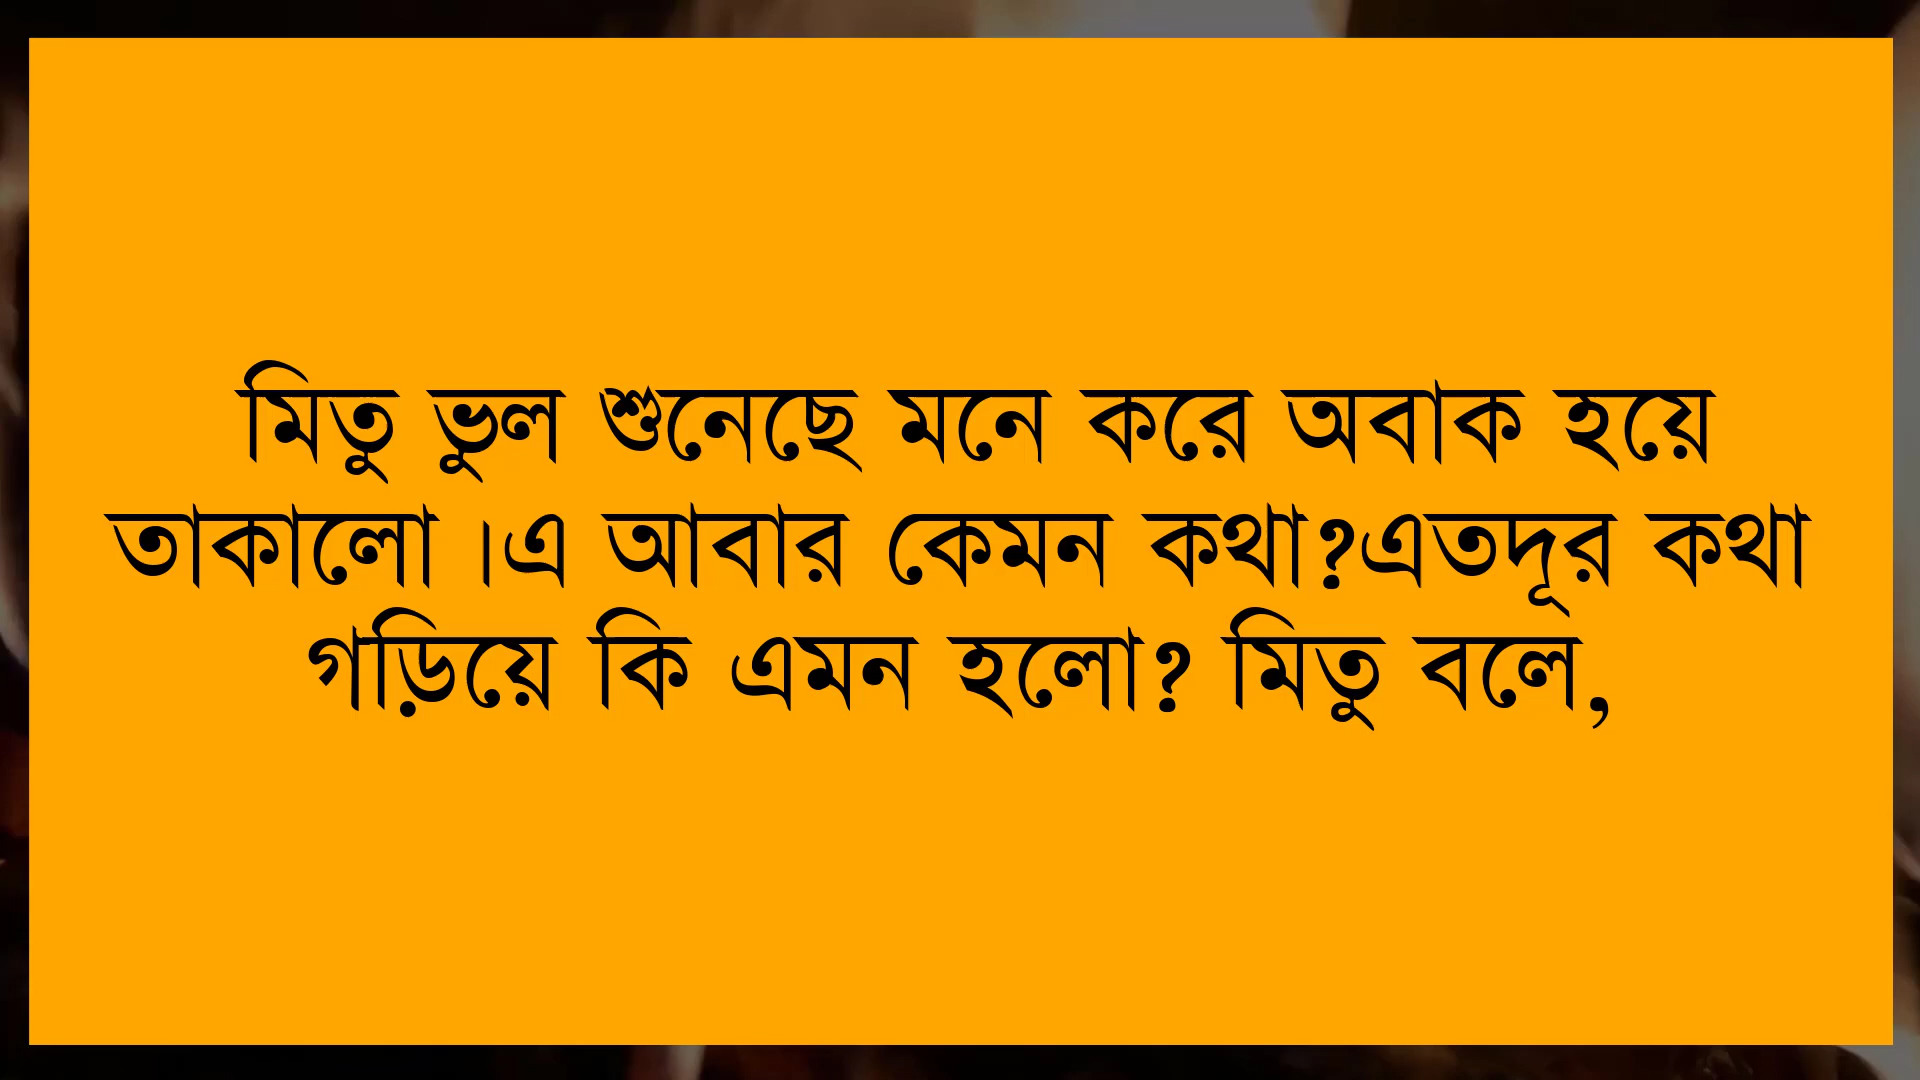 মিতু ভুল শুনেছে মনে করে অবাক হয়ে
তাকালো।এ আবার কেমন কথা?এতদূর কথা
গড়িয়ে কি এমন হলো? মিতু বলে,